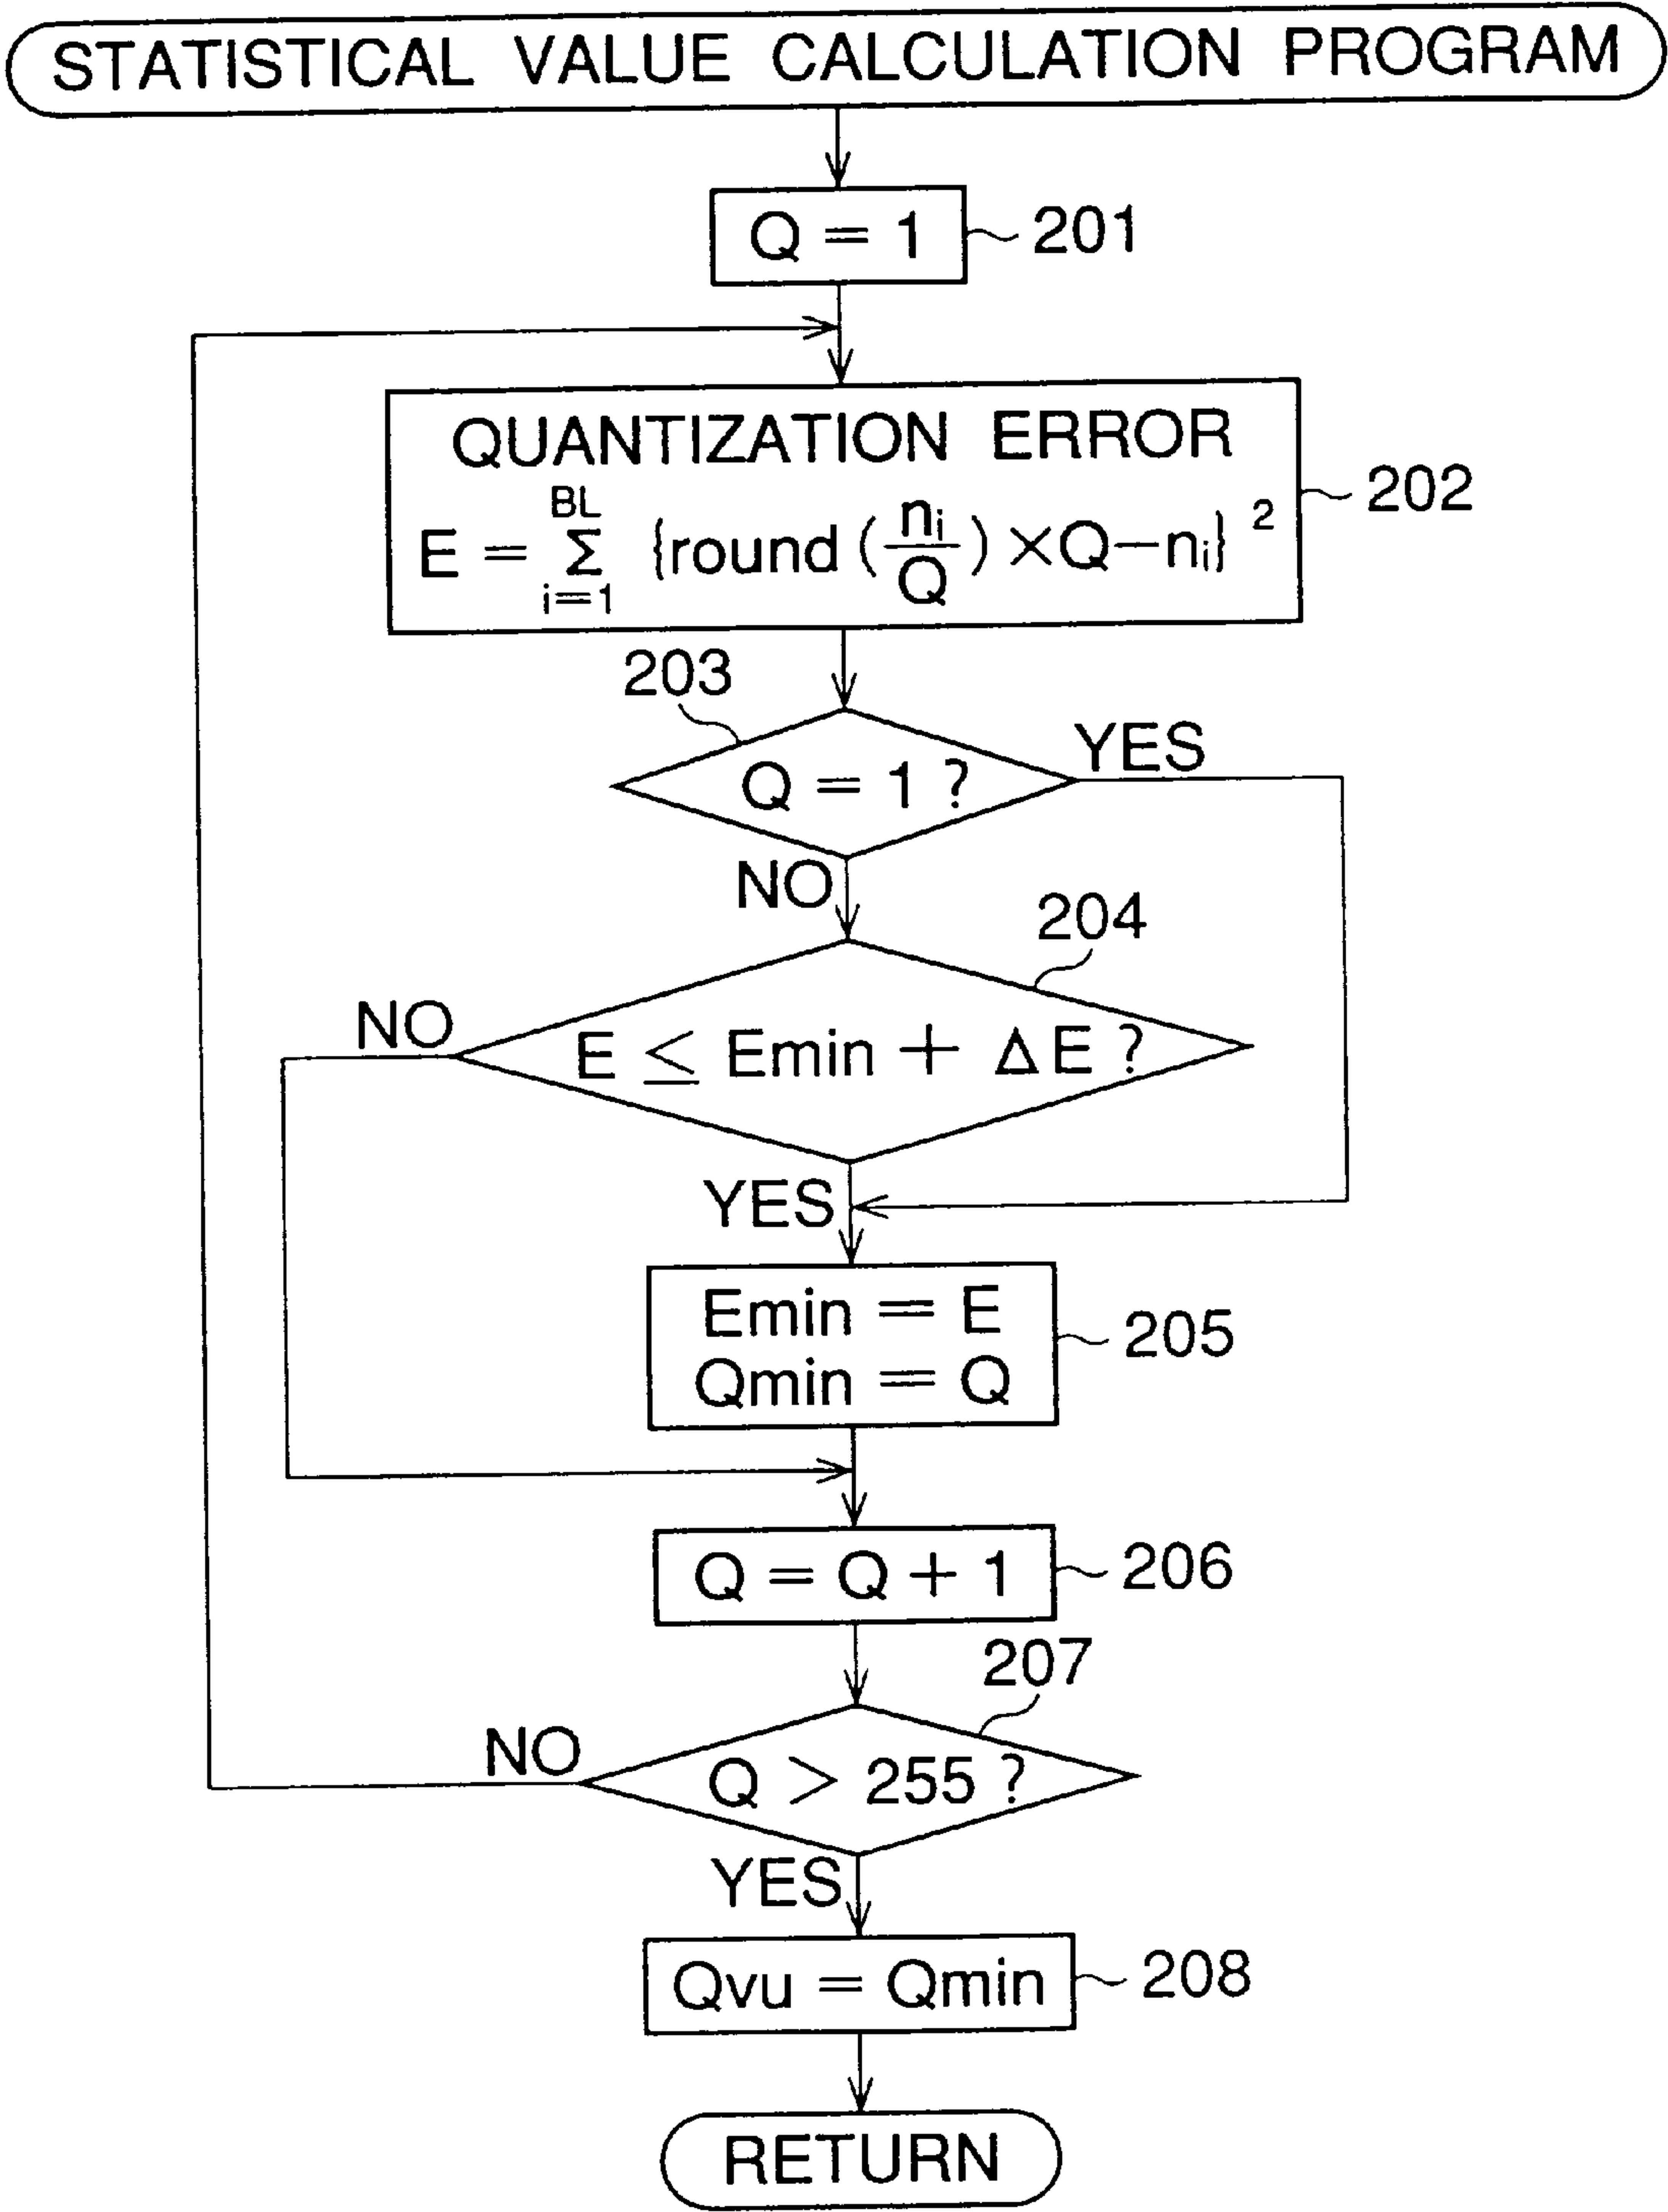 STATISTICAL VALUE CALCULATION PROGRAM
Q = 1
201
QUANTIZATION ERROR
E = BL Σ i=1 {round (ni/Q) ×Q−ni} 2
202
203
Q = 1 ?
YES
NO
204
NO
E ≤ Emin + ΔE ?
YES
Emin = E
Qmin = Q
205
Q = Q + 1
206
207
NO
Q > 255 ?
YES
Qvu = Qmin
208
RETURN